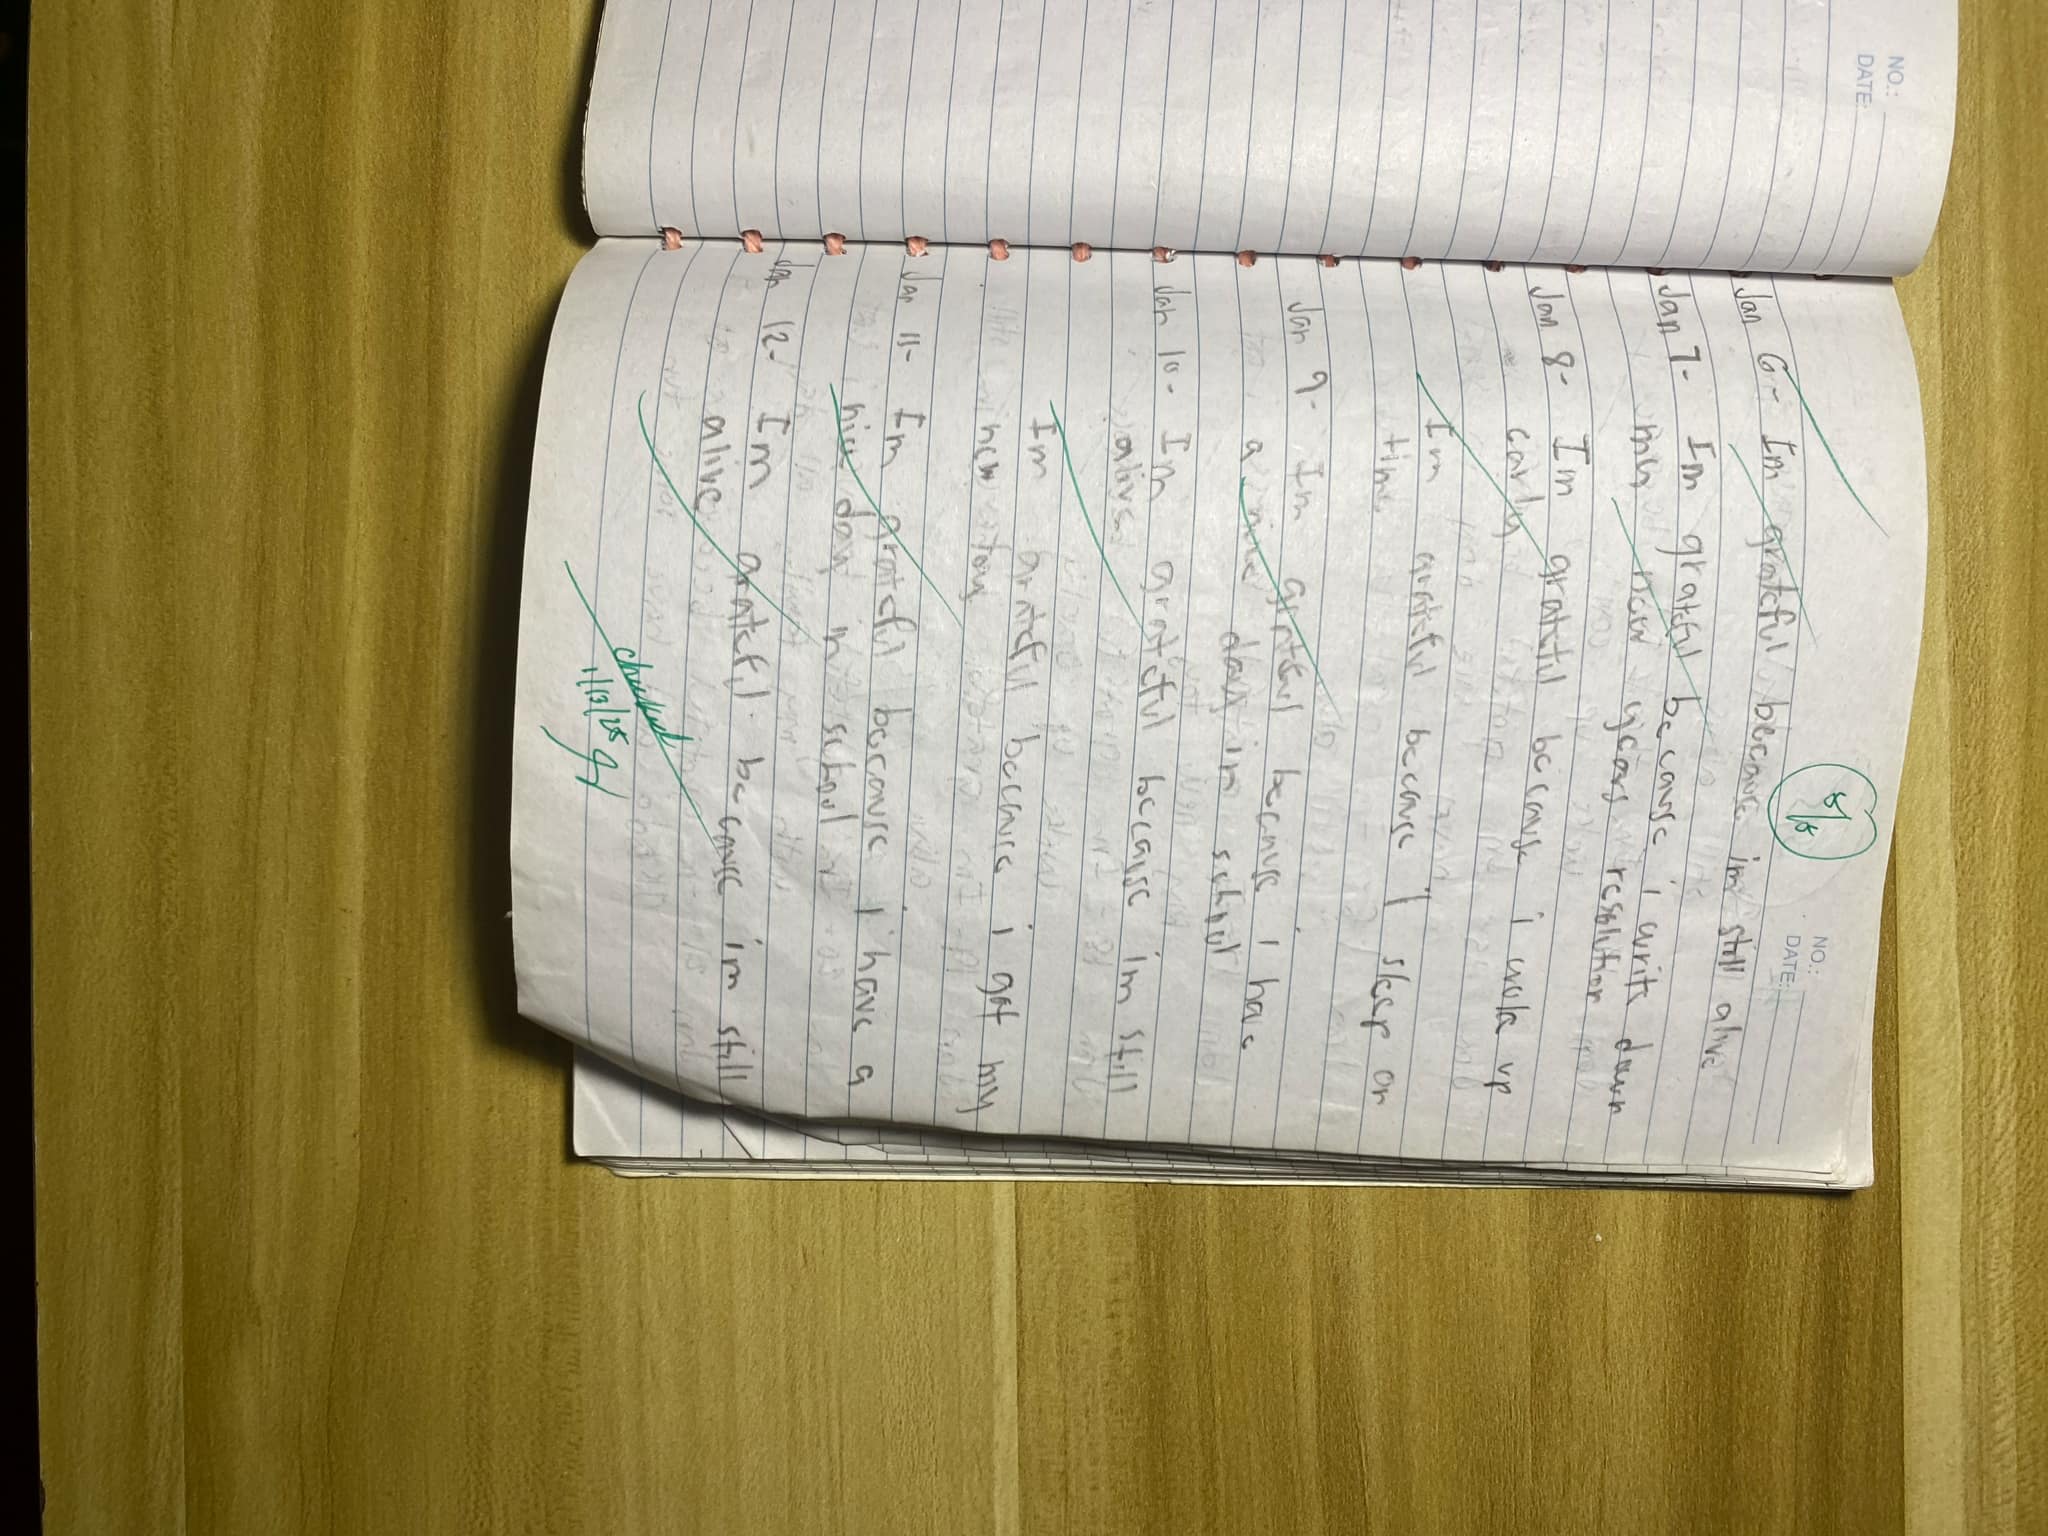 NO.:
DATE:
NO.:
DATE:
5/5
Jan 6- Im grateful because im still alive
Jan 7- Im grateful because i write down
my new years resolution
Jan 8- Im grateful because i woke up
early
Im grateful because I sleep on
time
Jan 9- Im grateful because I have
a nice day in school
Jan 10- Im grateful because im still
alive
Im grateful because i got my
new
Jan 11- Im grateful because i have a
nice day in school
Jan 12- Im grateful because im still
alive
checked
1/13/25